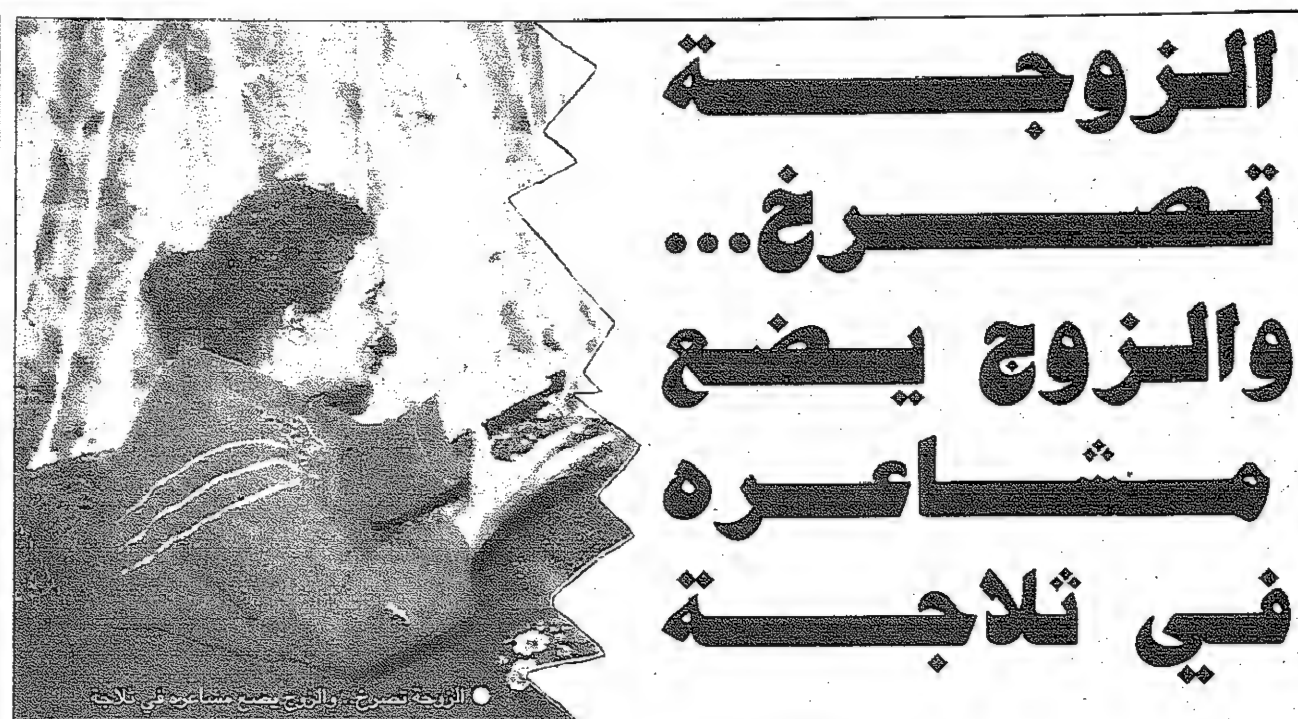 الزوجة
تصرخ...
والزوج يضع
مشاعره
في ثلاجة
● الزوجة تصرخ.. والزوج يضع مشاعره في ثلاجة